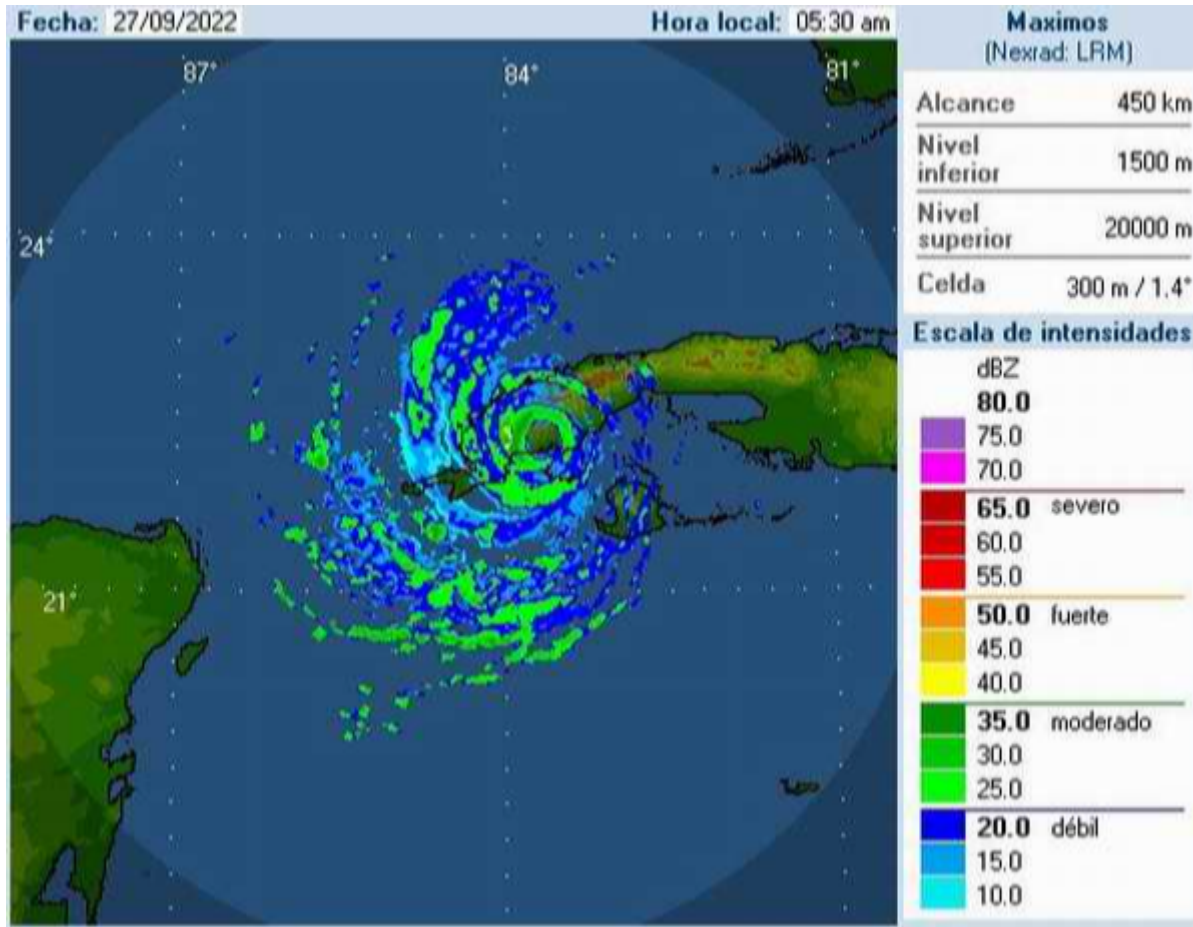 Fecha: 27/09/2022 Hora local: 05:30 am
87° 84° 81°
24°
21°
Maximos
(Nexrad: LRM)
Alcance 450 km
Nivel
inferior 1500 m
Nivel
superior 20000 m
Celda 300 m / 1.4°
Escala de intensidades
dBZ
80.0
75.0
70.0
65.0 severo
60.0
55.0
50.0 fuerte
45.0
40.0
35.0 moderado
30.0
25.0
20.0 débil
15.0
10.0